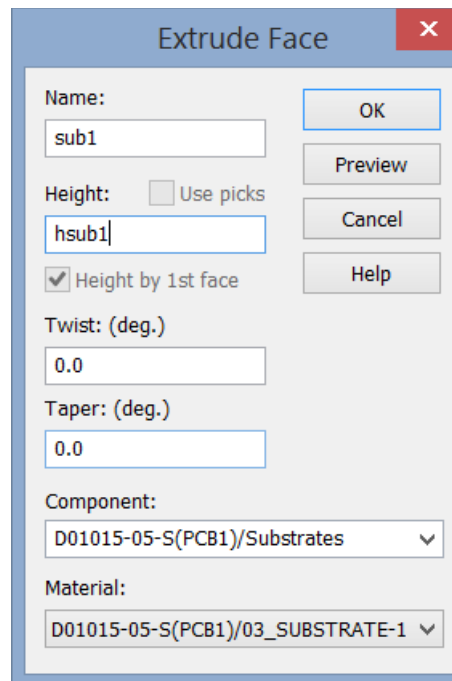 Extrude Face
Name:
sub1
Height:
Use picks
hsub1
Height by 1st face
Twist: (deg.)
0.0
Taper: (deg.)
0.0
Component:
D01015-05-S(PCB1)/Substrates
Material:
D01015-05-S(PCB1)/03_SUBSTRATE-1
OK
Preview
Cancel
Help